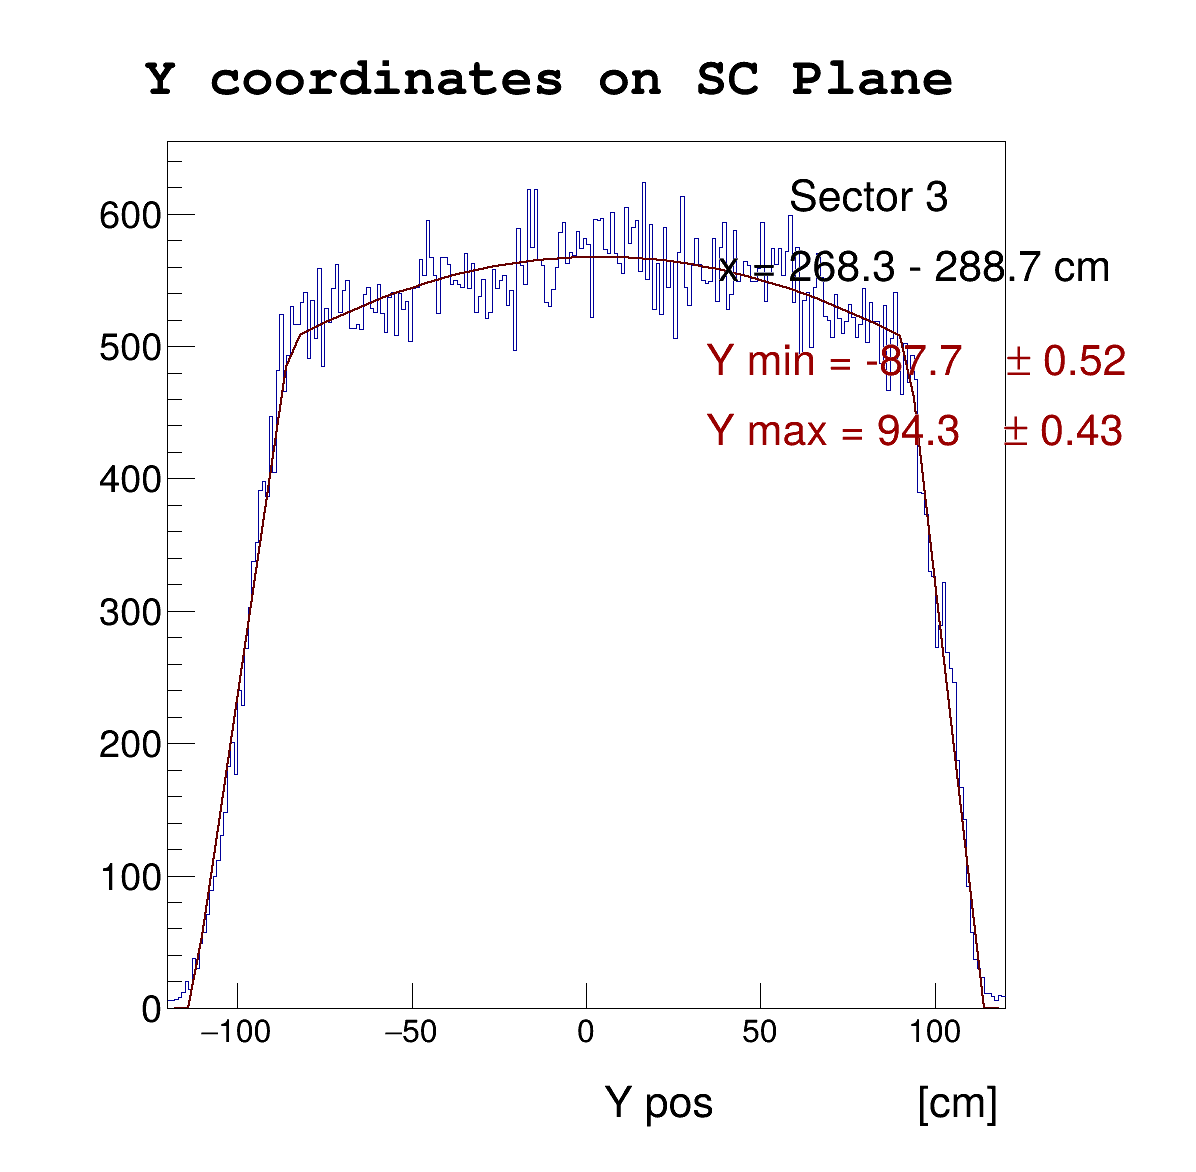 Y coordinates on SC Plane
Sector 3
x = 268.3 - 288.7 cm
Y min = -87.7 ± 0.52
Y max = 94.3 ± 0.43
600
500
400
300
200
100
0
−100 −50 0 50 100
Y pos [cm]